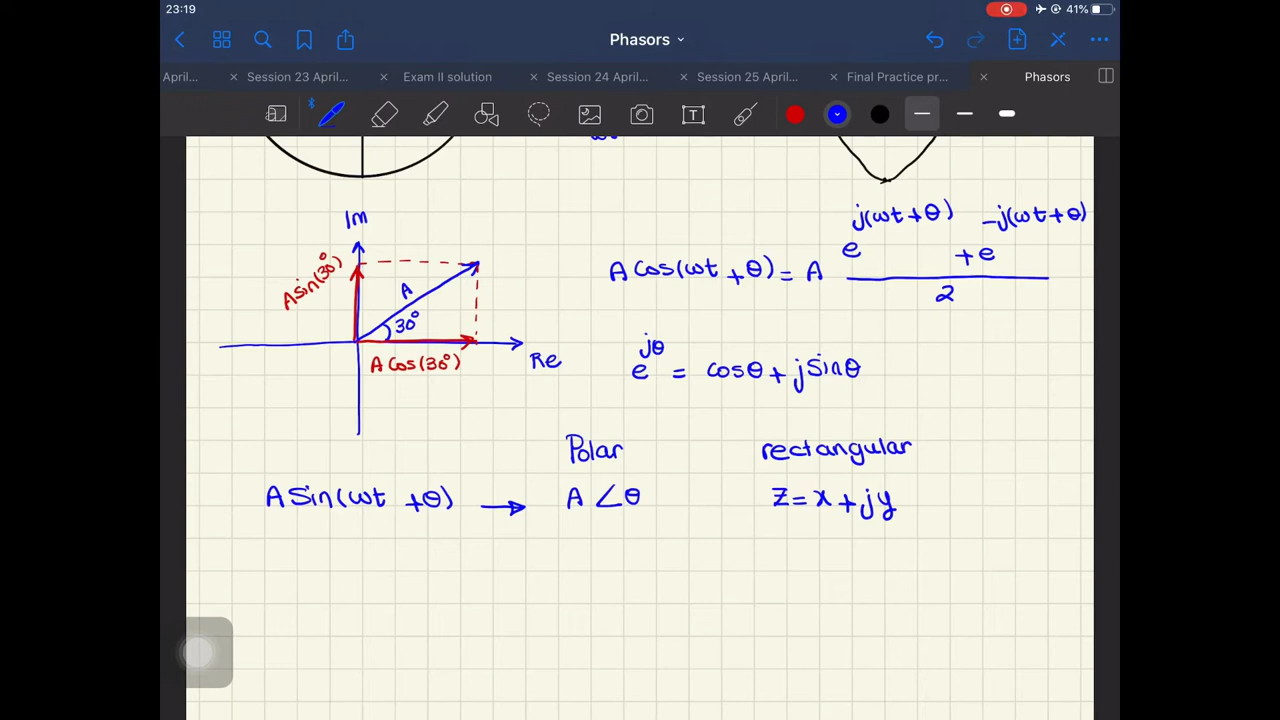 23:19
41%
Phasors
April...
Session 23 April...
Exam II solution
Session 24 April...
Session 25 April...
Final Practice pr...
Phasors
Im
A sin(30°)
A
30°
A cos(30°)
Re
A cos(ωt + θ) = A (e^{j(ωt + θ)} + e^{-j(ωt + θ)}) / 2
e^{jθ} = cosθ + j sinθ
Polar
rectangular
A Sin(ωt + θ) → A ∠θ
z = x + jy